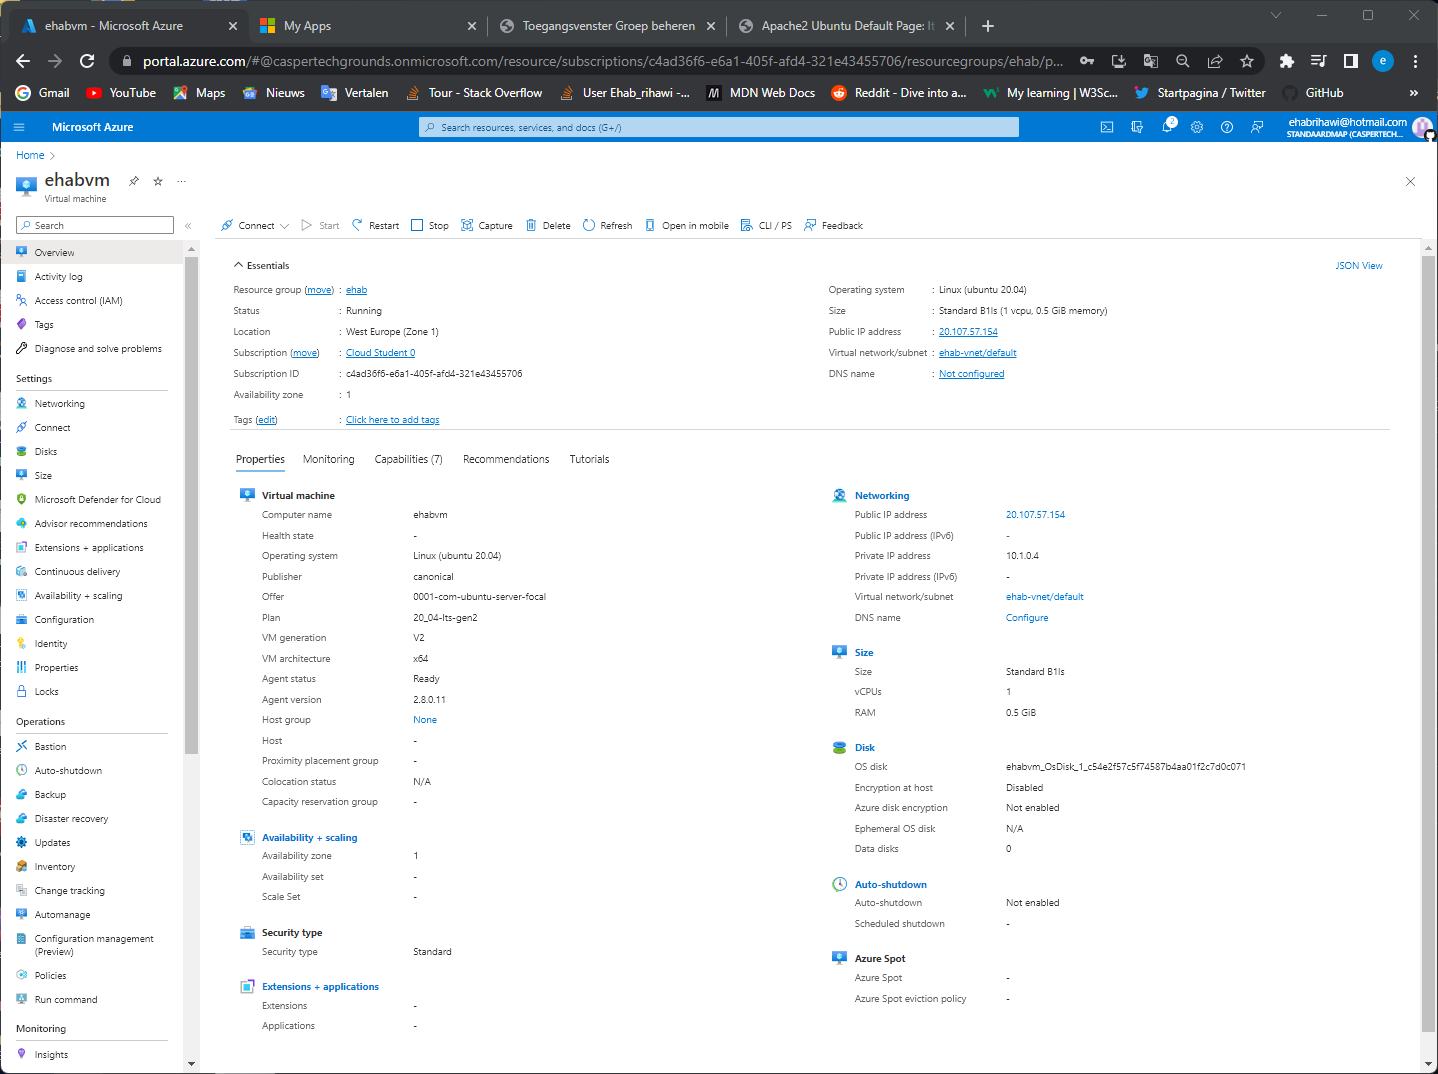 ehabvm - Microsoft Azure
My Apps
Toegangsvenster Groep beheren
Apache2 Ubuntu Default Page: It
portal.azure.com/#@caspertechgrounds.onmicrosoft.com/resource/subscriptions/c4ad36f6-e6a1-405f-afd4-321e43455706/resourcegroups/ehab/p...
e
Gmail
YouTube
Maps
Nieuws
Vertalen
Tour - Stack Overflow
User Ehab_rihawi -...
MDN Web Docs
Reddit - Dive into a...
My learning | W3Sc...
Startpagina / Twitter
GitHub
»
Microsoft Azure
Search resources, services, and docs (G+/)
2
ehabrihawi@hotmail.com
STANDAARDMAP (CASPERTECH...
Home >
ehabvm
...
Virtual machine
Search
«
Connect
Start
Restart
Stop
Capture
Delete
Refresh
Open in mobile
CLI / PS
Feedback
Overview
Activity log
Access control (IAM)
Tags
Diagnose and solve problems
Settings
Networking
Connect
Disks
Size
Microsoft Defender for Cloud
Advisor recommendations
Extensions + applications
Continuous delivery
Availability + scaling
Configuration
Identity
Properties
Locks
Operations
Bastion
Auto-shutdown
Backup
Disaster recovery
Updates
Inventory
Change tracking
Automanage
Configuration management
(Preview)
Policies
Run command
Monitoring
Insights
Essentials
JSON View
Resource group (move) : ehab
Status : Running
Location : West Europe (Zone 1)
Subscription (move) : Cloud Student 0
Subscription ID : c4ad36f6-e6a1-405f-afd4-321e43455706
Availability zone : 1
Tags (edit) : Click here to add tags
Operating system : Linux (ubuntu 20.04)
Size : Standard B1ls (1 vcpu, 0.5 GiB memory)
Public IP address : 20.107.57.154
Virtual network/subnet : ehab-vnet/default
DNS name : Not configured
Properties
Monitoring
Capabilities (7)
Recommendations
Tutorials
Virtual machine
Computer name ehabvm
Health state -
Operating system Linux (ubuntu 20.04)
Publisher canonical
Offer 0001-com-ubuntu-server-focal
Plan 20_04-lts-gen2
VM generation V2
VM architecture x64
Agent status Ready
Agent version 2.8.0.11
Host group None
Host -
Proximity placement group -
Colocation status N/A
Capacity reservation group -
Availability + scaling
Availability zone 1
Availability set -
Scale Set -
Security type
Security type Standard
Extensions + applications
Extensions -
Applications -
Networking
Public IP address 20.107.57.154
Public IP address (IPv6) -
Private IP address 10.1.0.4
Private IP address (IPv6) -
Virtual network/subnet ehab-vnet/default
DNS name Configure
Size
Size Standard B1ls
vCPUs 1
RAM 0.5 GiB
Disk
OS disk ehabvm_OsDisk_1_c54e2f57c5f74587b4aa01f2c7d0c071
Encryption at host Disabled
Azure disk encryption Not enabled
Ephemeral OS disk N/A
Data disks 0
Auto-shutdown
Auto-shutdown Not enabled
Scheduled shutdown -
Azure Spot
Azure Spot -
Azure Spot eviction policy -